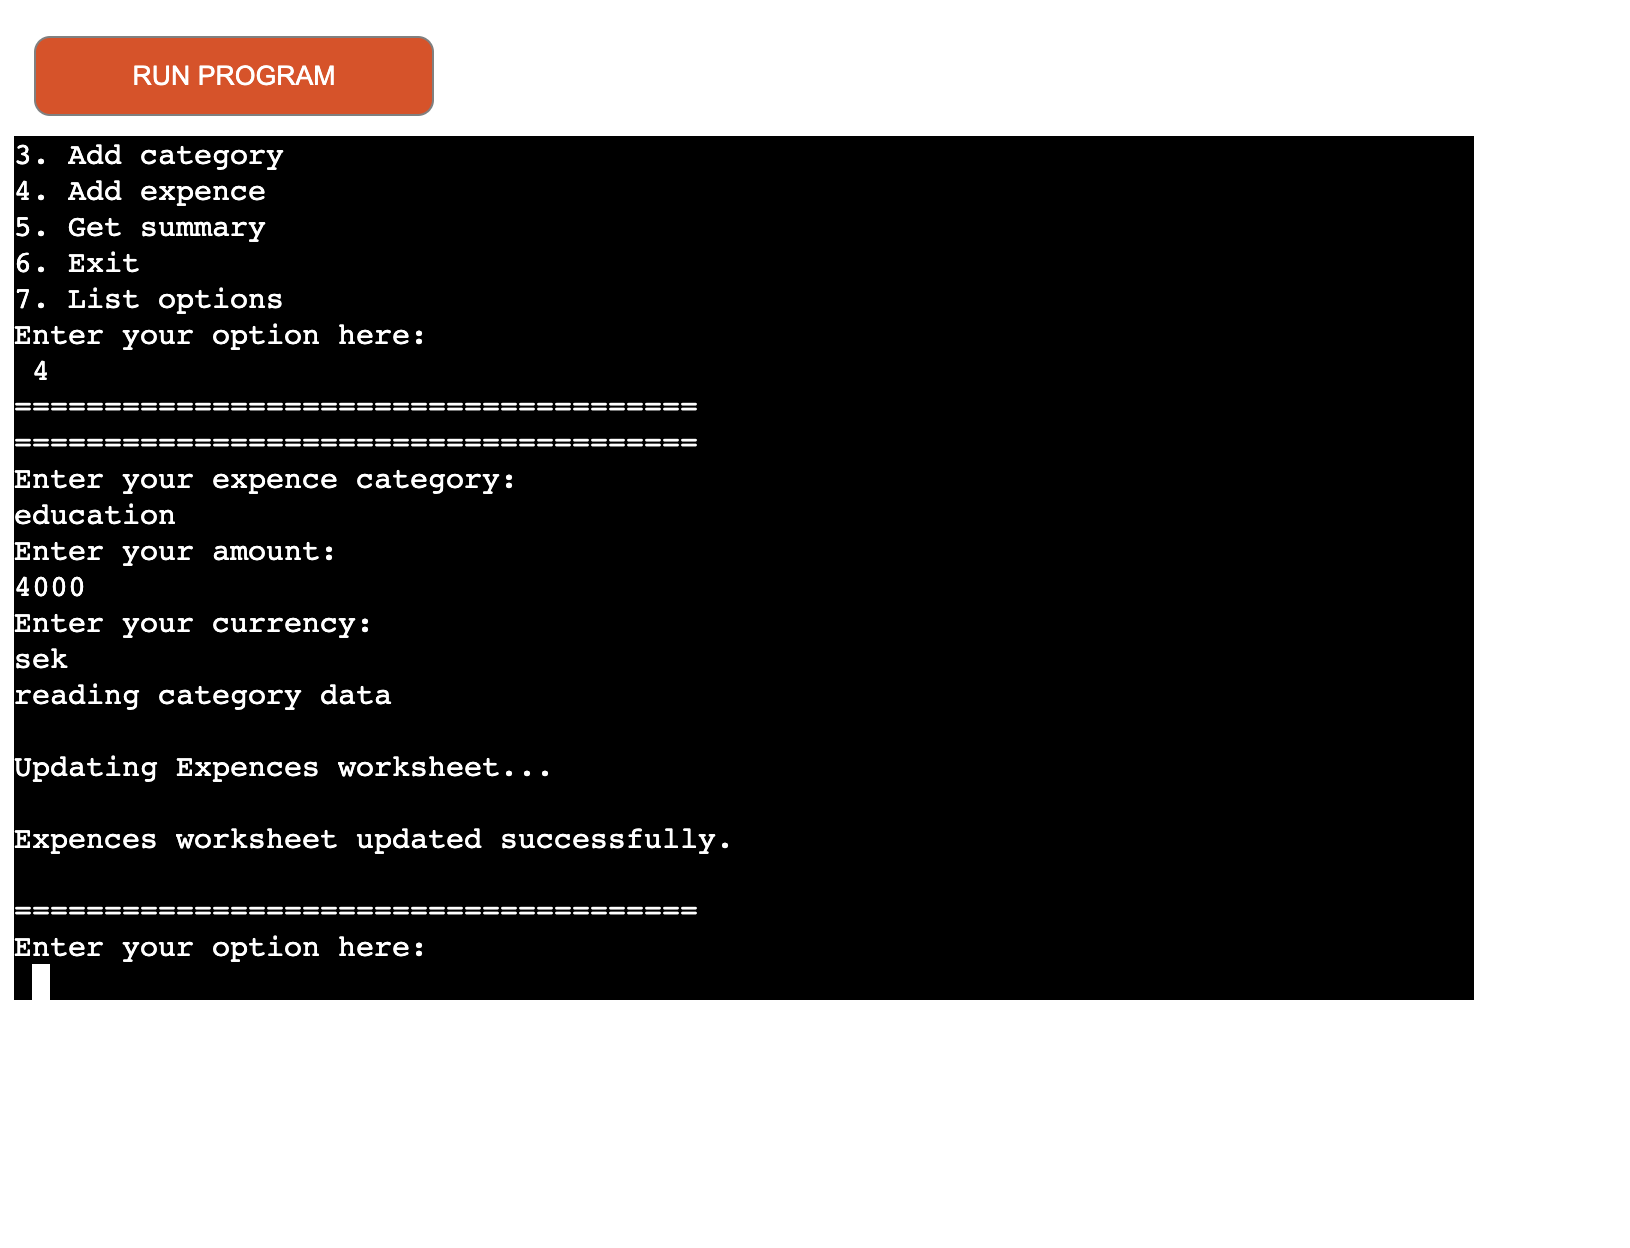 RUN PROGRAM
3. Add category
4. Add expence
5. Get summary
6. Exit
7. List options
Enter your option here:
4
======================================
======================================
Enter your expence category:
education
Enter your amount:
4000
Enter your currency:
sek
reading category data
Updating Expences worksheet...
Expences worksheet updated successfully.
======================================
Enter your option here: